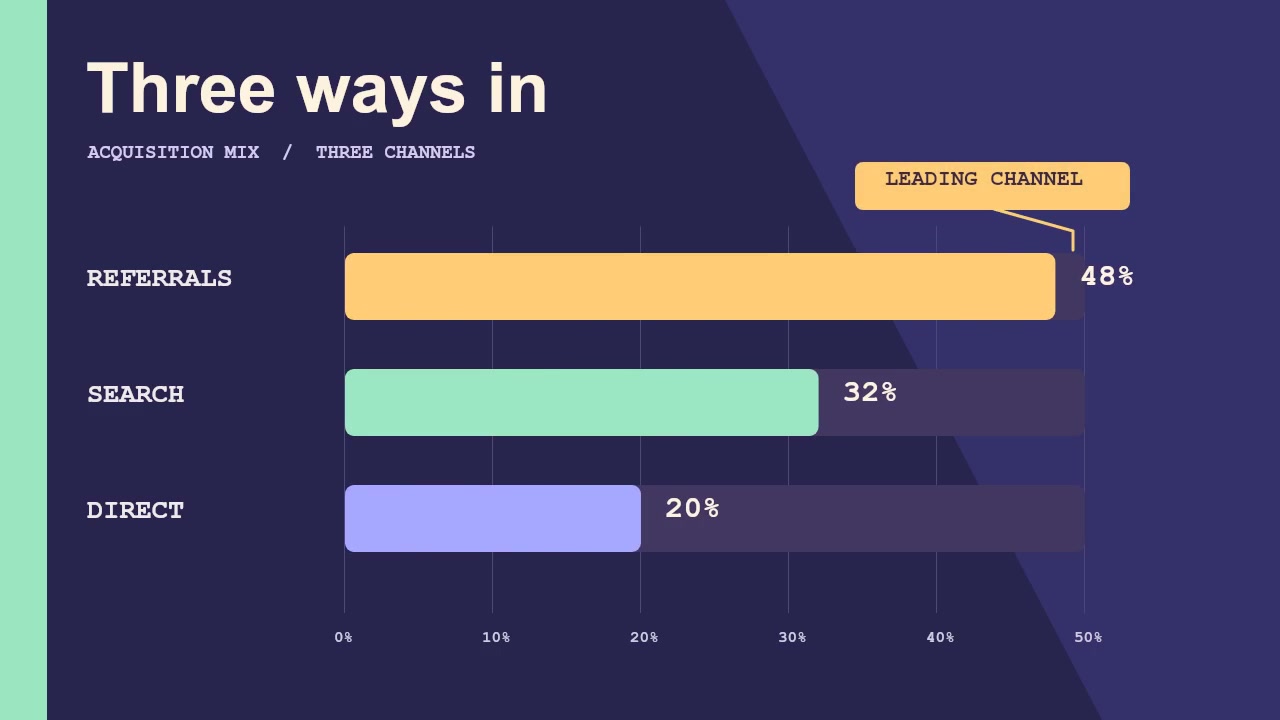 Three ways in
ACQUISITION MIX / THREE CHANNELS
LEADING CHANNEL
REFERRALS 48%
SEARCH 32%
DIRECT 20%
0% 10% 20% 30% 40% 50%